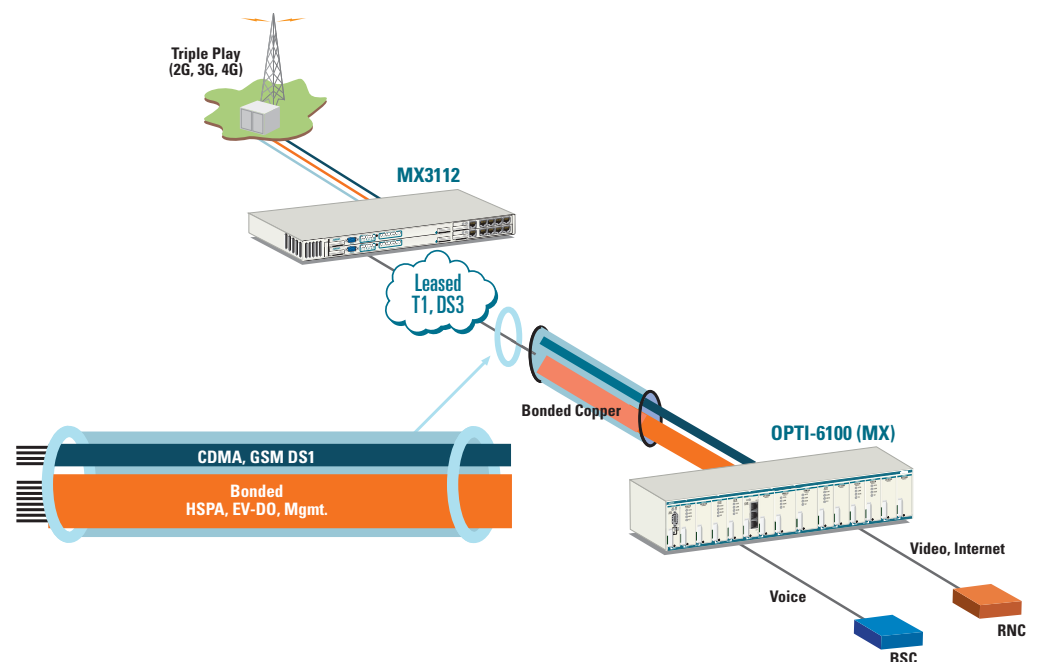 Triple Play
(2G, 3G, 4G)
MX3112
Leased
T1, DS3
Bonded Copper
OPTI-6100 (MX)
CDMA, GSM DS1
Bonded
HSPA, EV-DO, Mgmt.
Video, Internet
Voice
RNC
BSC